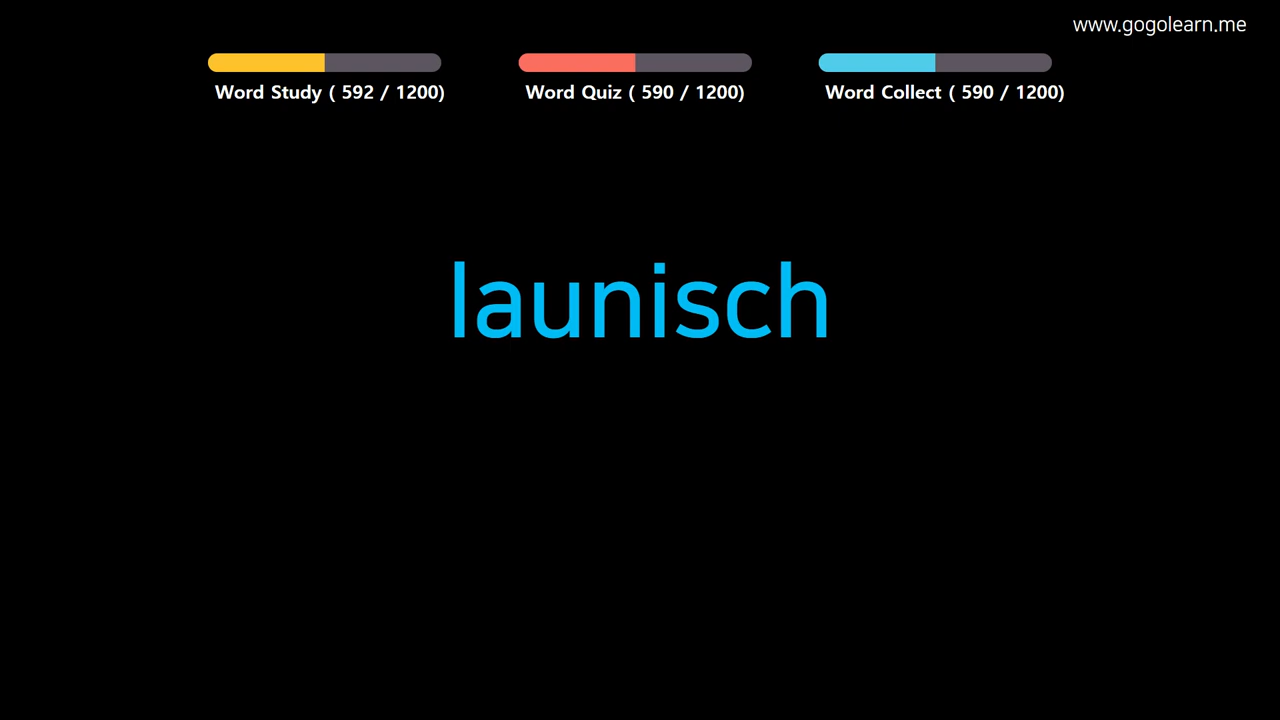 www.gogolearn.me
Word Study ( 592 / 1200)
Word Quiz ( 590 / 1200)
Word Collect ( 590 / 1200)
launisch